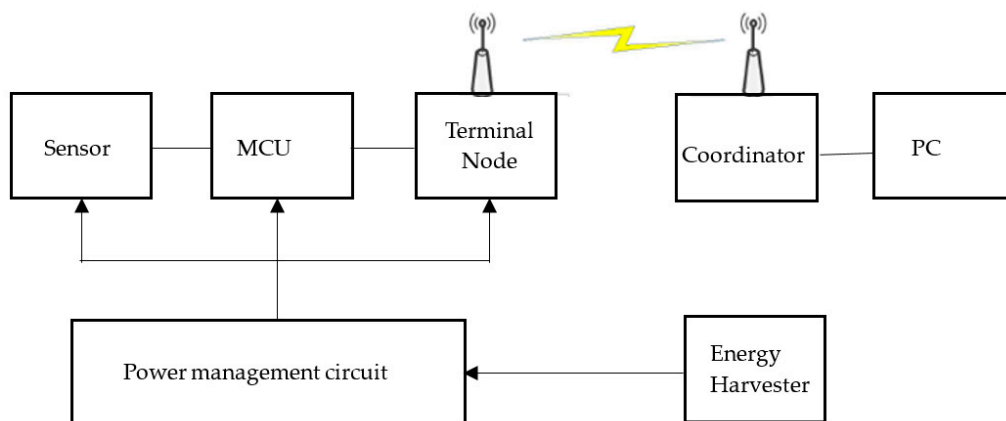 Sensor
MCU
Terminal
Node
Coordinator
PC
Power management circuit
Energy
Harvester